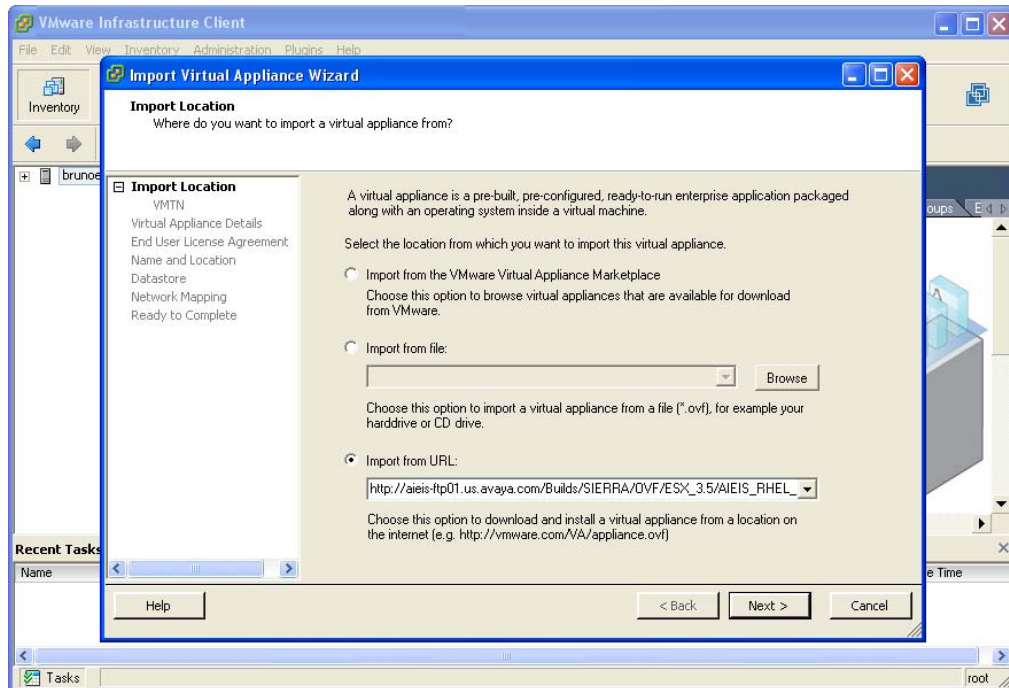 VMware Infrastructure Client
File Edit View Inventory Administration Plugins Help
Inventory
Import Virtual Appliance Wizard
Import Location
Where do you want to import a virtual appliance from?
Import Location
VMTN
Virtual Appliance Details
End User License Agreement
Name and Location
Datastore
Network Mapping
Ready to Complete
A virtual appliance is a pre-built, pre-configured, ready-to-run enterprise application packaged
along with an operating system inside a virtual machine.
Select the location from which you want to import this virtual appliance.
Import from the VMware Virtual Appliance Marketplace
Choose this option to browse virtual appliances that are available for download
from VMware.
Import from file:
Browse
Choose this option to import a virtual appliance from a file (*.ovf), for example your
harddrive or CD drive.
Import from URL:
http://aieis-ftp01.us.avaya.com/Builds/SIERRA/OVF/ESX_3.5/AIEIS_RHEL_
Choose this option to download and install a virtual appliance from a location on
the internet (e.g. http://vmware.com/VA/appliance.ovf)
Help
< Back Next > Cancel
brunoe
oups E
Recent Tasks
Name
e Time
Tasks
root